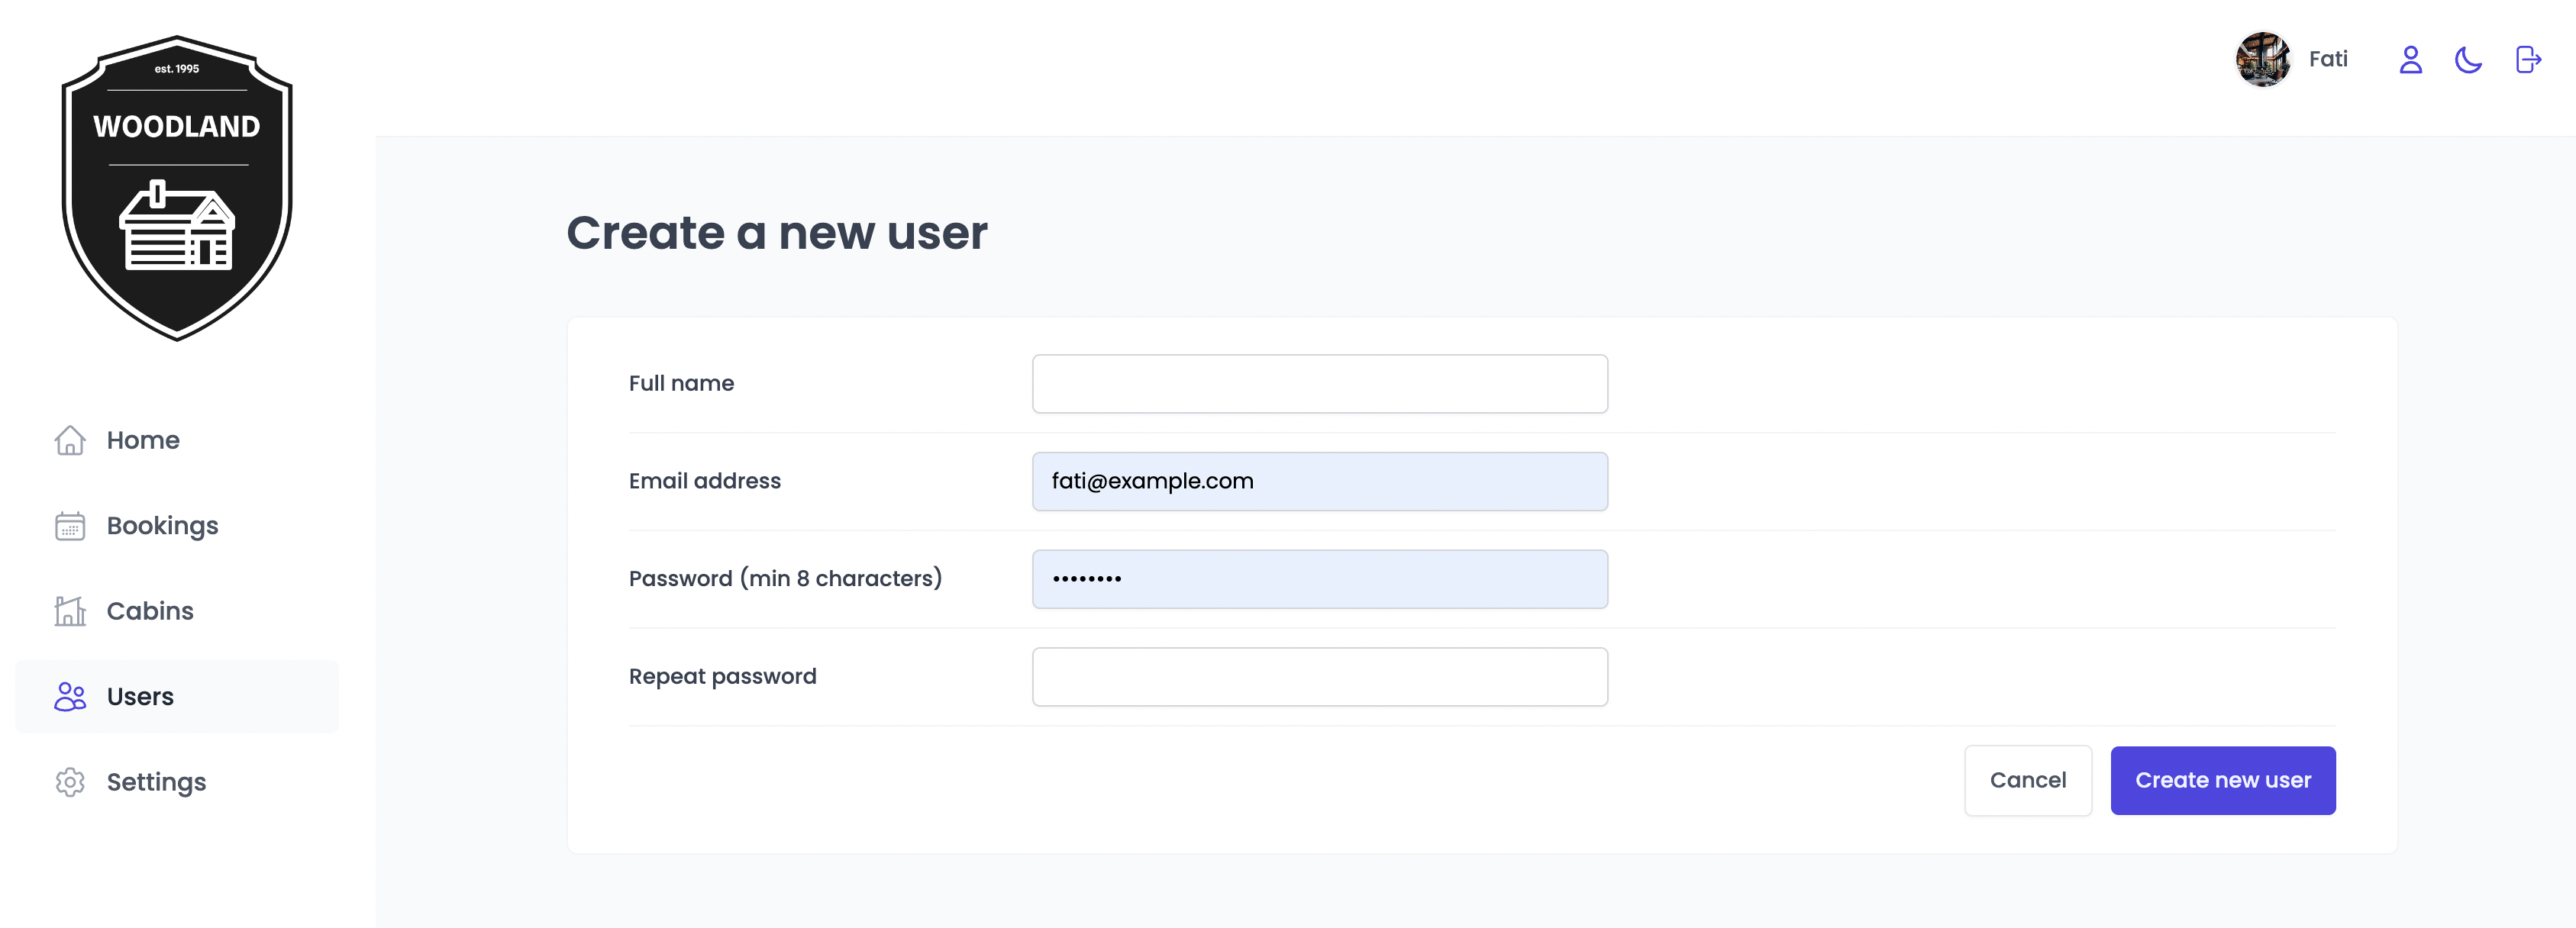 est. 1995
WOODLAND
Home
Bookings
Cabins
Users
Settings
Fati
Create a new user
Full name
Email address
fati@example.com
Password (min 8 characters)
••••••••
Repeat password
Cancel
Create new user